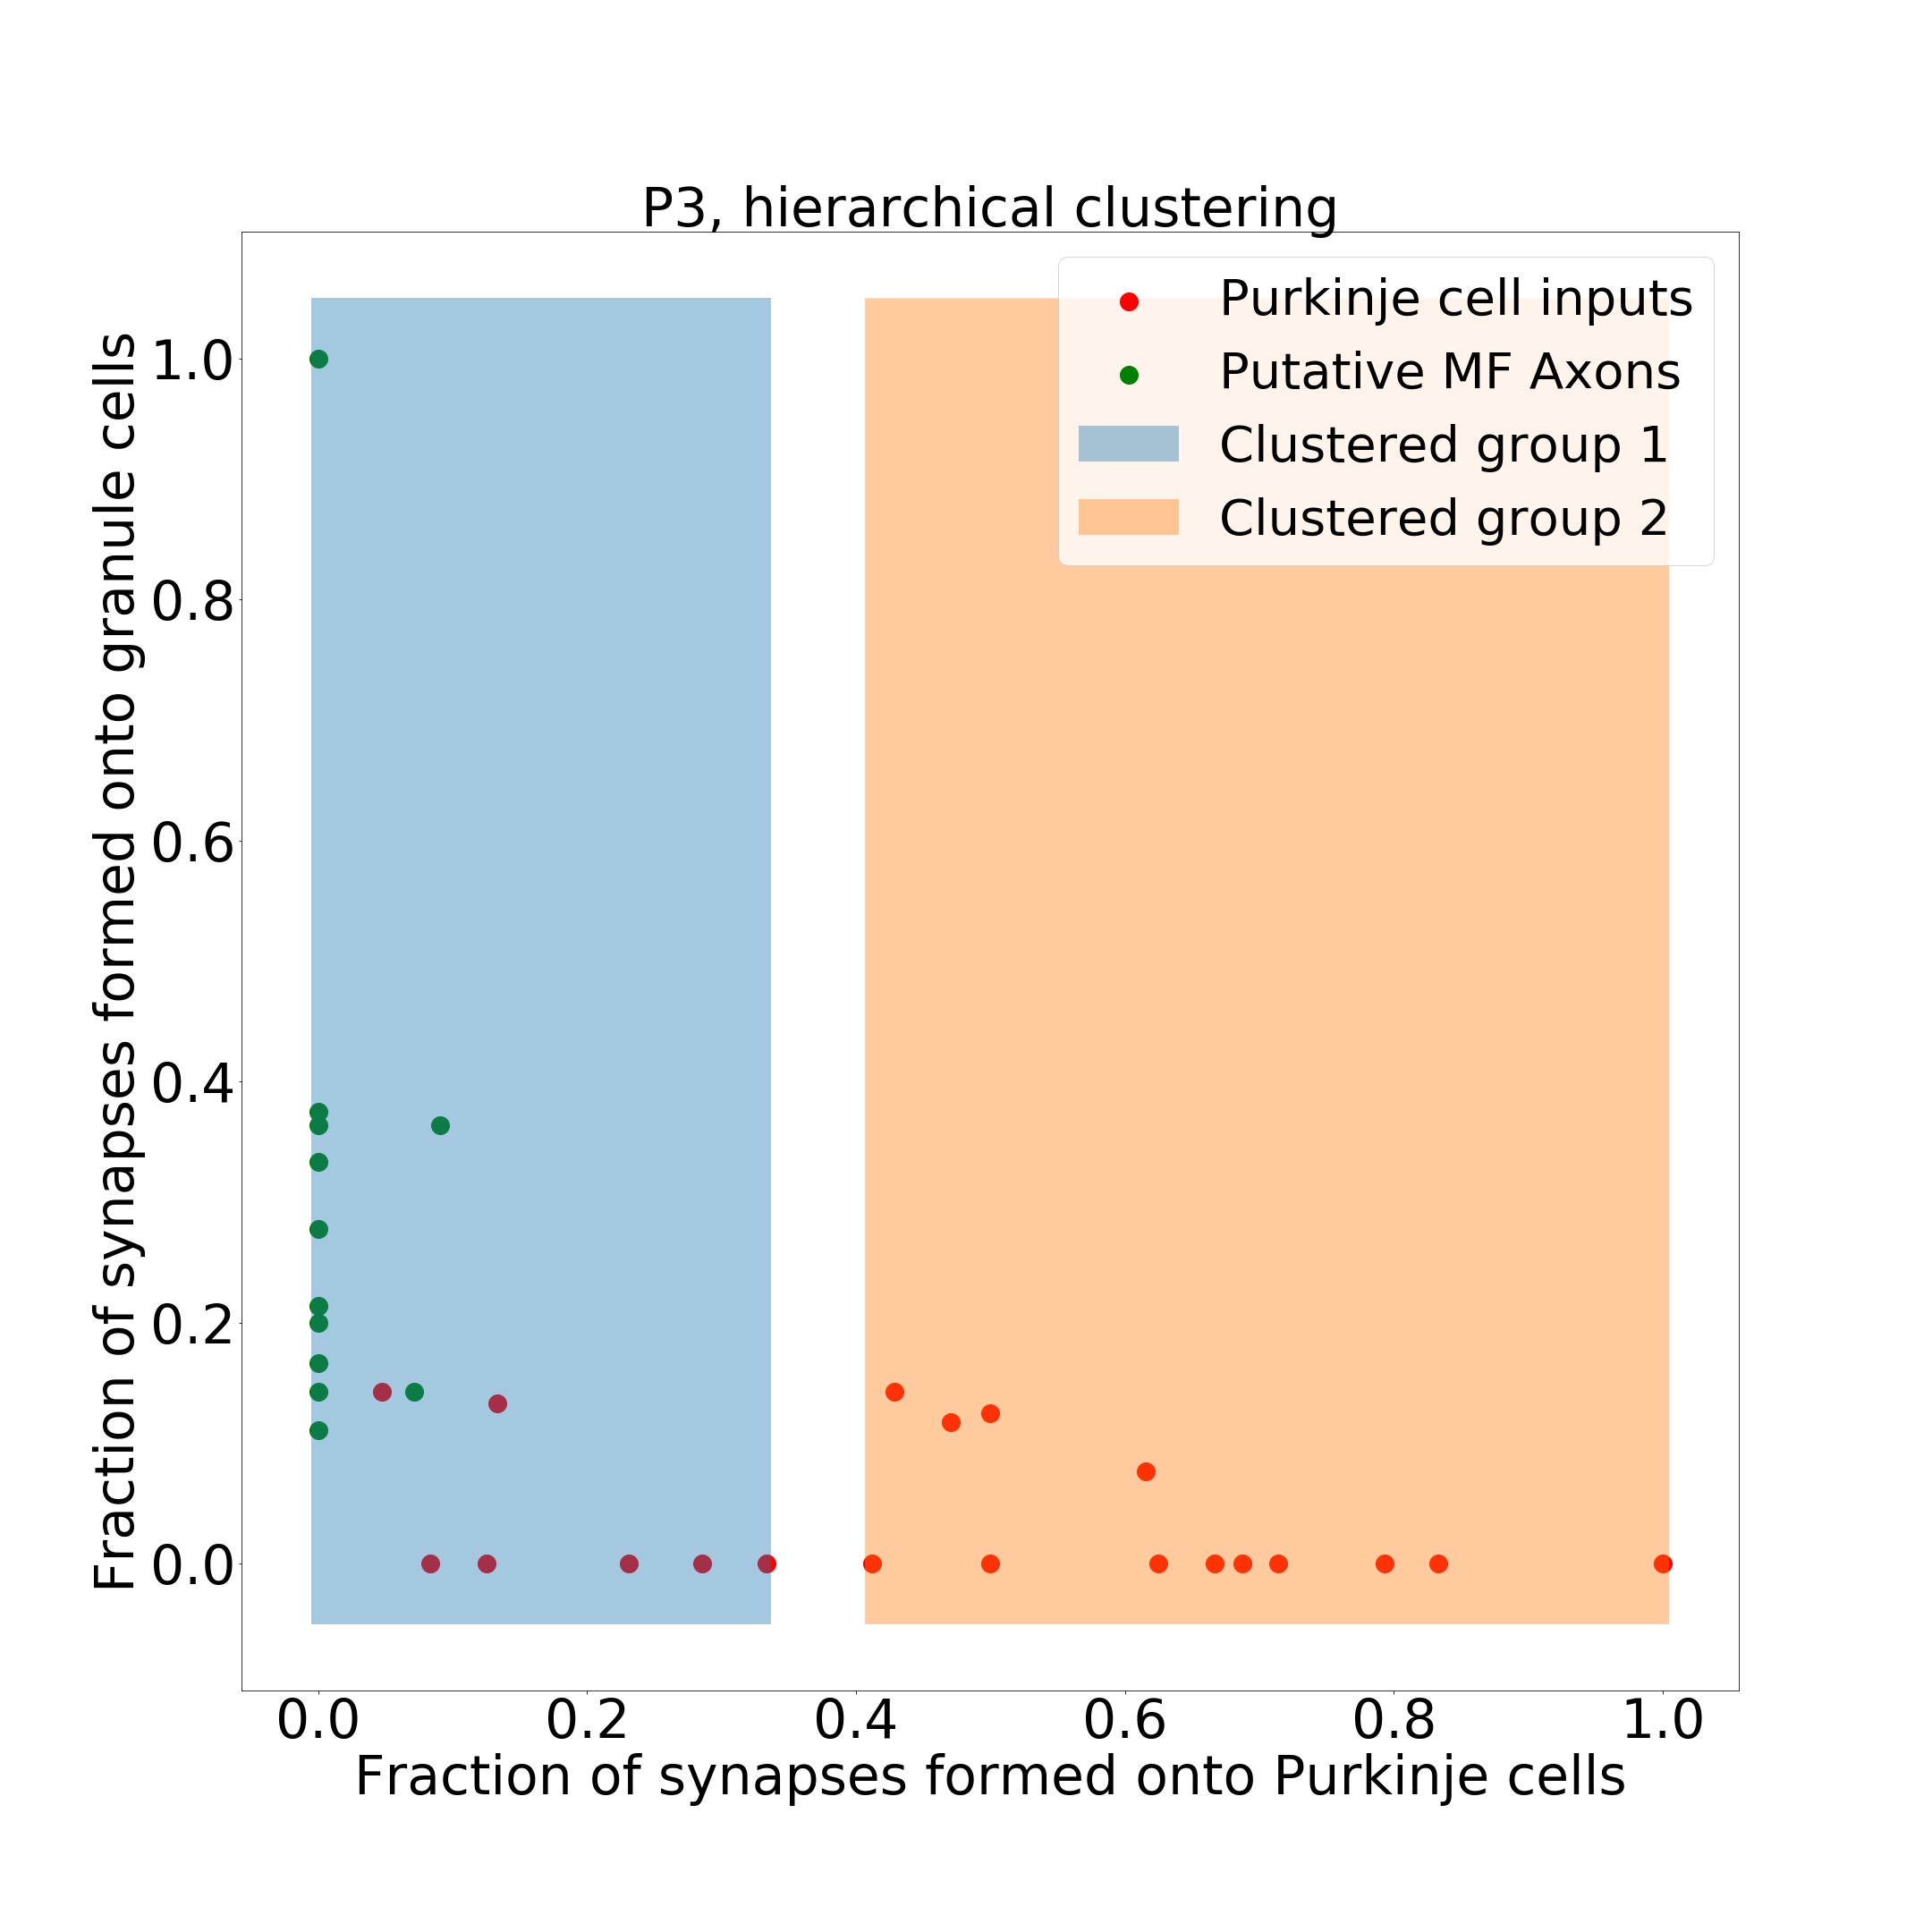 P3, hierarchical clustering
Purkinje cell inputs
Putative MF Axons
Clustered group 1
Clustered group 2
Fraction of synapses formed onto granule cells
1.0
0.8
0.6
0.4
0.2
0.0
0.0 0.2 0.4 0.6 0.8 1.0
Fraction of synapses formed onto Purkinje cells